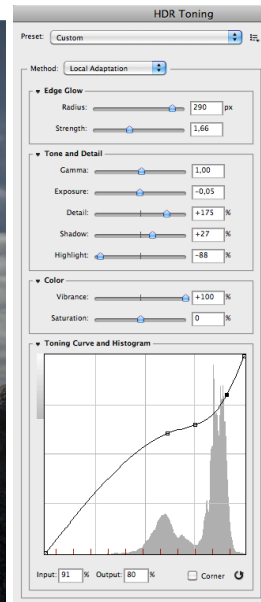 HDR Toning
Preset: Custom
Method: Local Adaptation
Edge Glow
Radius: 290 px
Strength: 1,66
Tone and Detail
Gamma: 1,00
Exposure: -0,05
Detail: +175 %
Shadow: +27 %
Highlight: -88 %
Color
Vibrance: +100 %
Saturation: 0 %
Toning Curve and Histogram
Input: 91 % Output: 80 % Corner